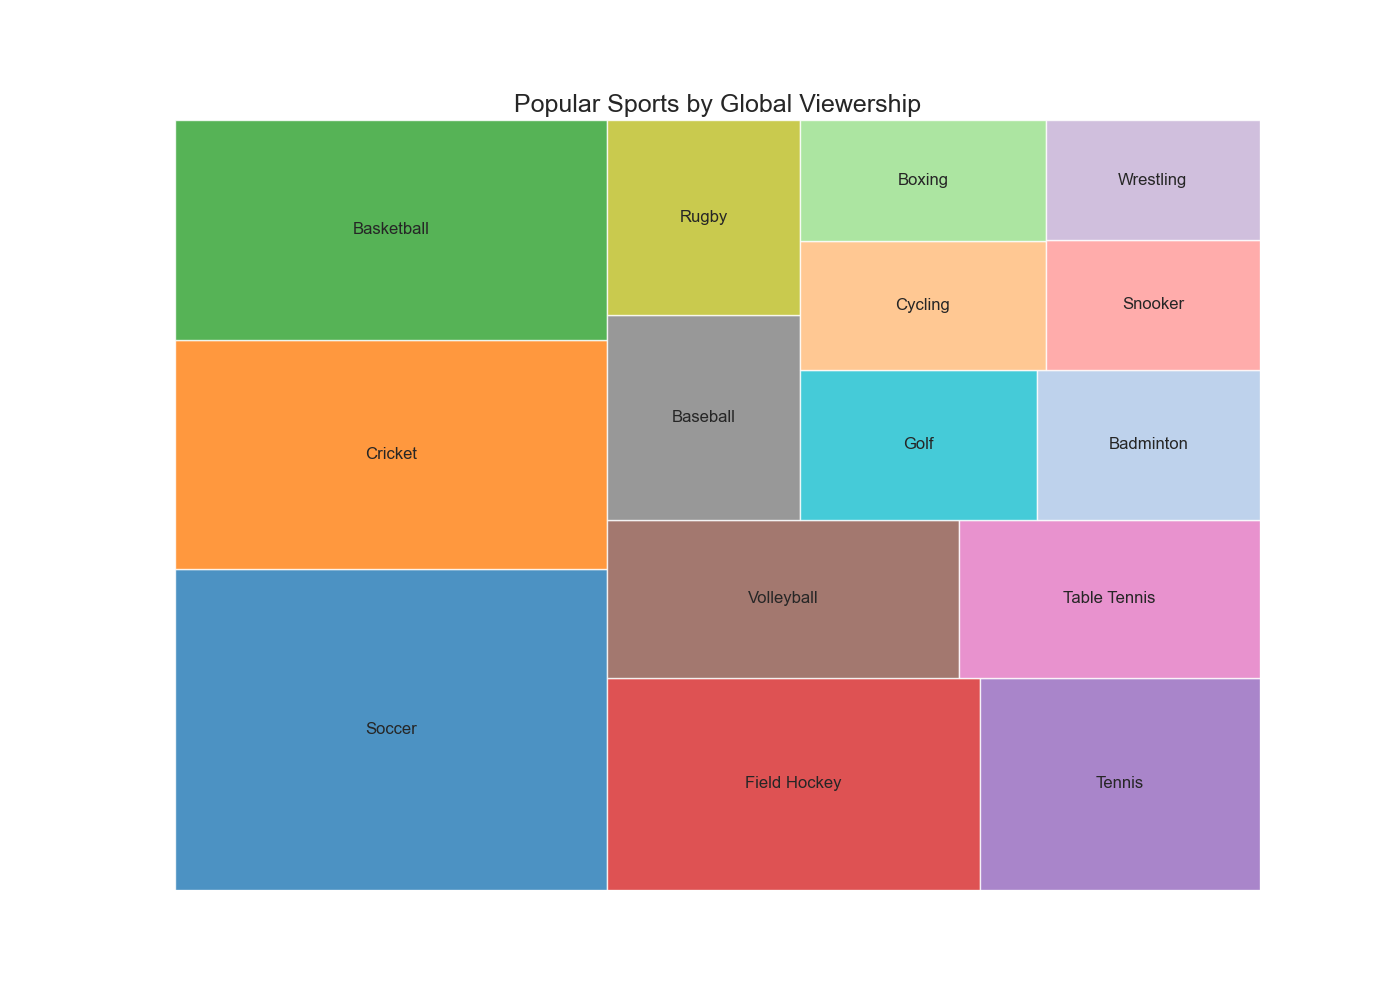 Popular Sports by Global Viewership
Basketball
Rugby
Boxing
Wrestling
Cycling
Snooker
Cricket
Baseball
Golf
Badminton
Volleyball
Table Tennis
Soccer
Field Hockey
Tennis